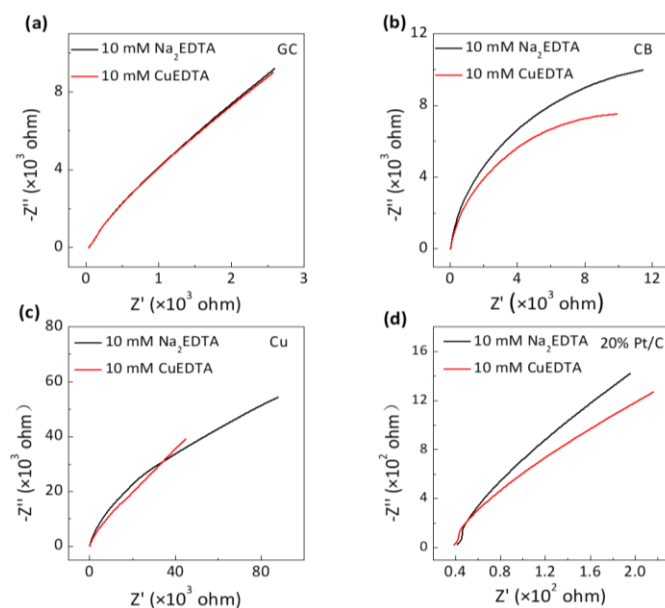 (a)
10 mM Na₂EDTA
GC
10 mM CuEDTA
-Z'' (×10³ ohm)
8
4
0
0
1
2
3
Z' (×10³ ohm)
(b)
10 mM Na₂EDTA
CB
10 mM CuEDTA
-Z'' (×10³ ohm)
12
8
4
0
0
4
8
12
Z' (×10³ ohm)
(c)
10 mM Na₂EDTA
Cu
10 mM CuEDTA
-Z'' (×10³ ohm)
80
60
40
20
0
0
40
80
Z' (×10³ ohm)
(d)
10 mM Na₂EDTA
20% Pt/C
10 mM CuEDTA
-Z'' (×10² ohm)
16
12
8
4
0
0.4
0.8
1.2
1.6
2.0
Z' (×10² ohm)